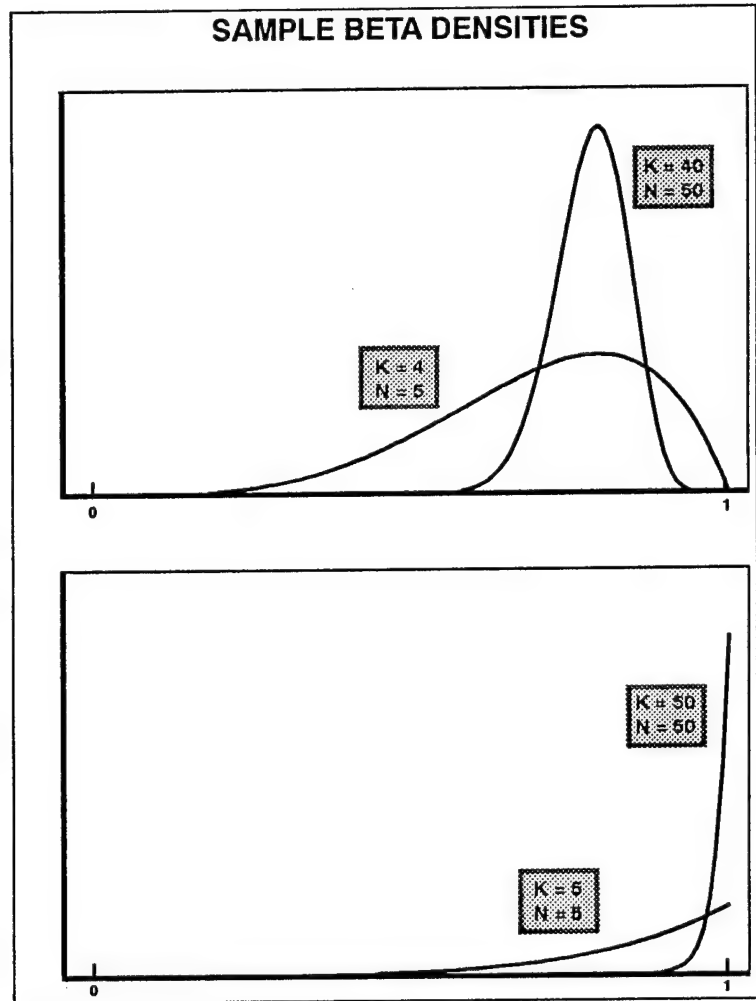 SAMPLE BETA DENSITIES
K = 40
N = 50
K = 4
N = 5
0
1
K = 50
N = 50
K = 5
N = 5
0
1